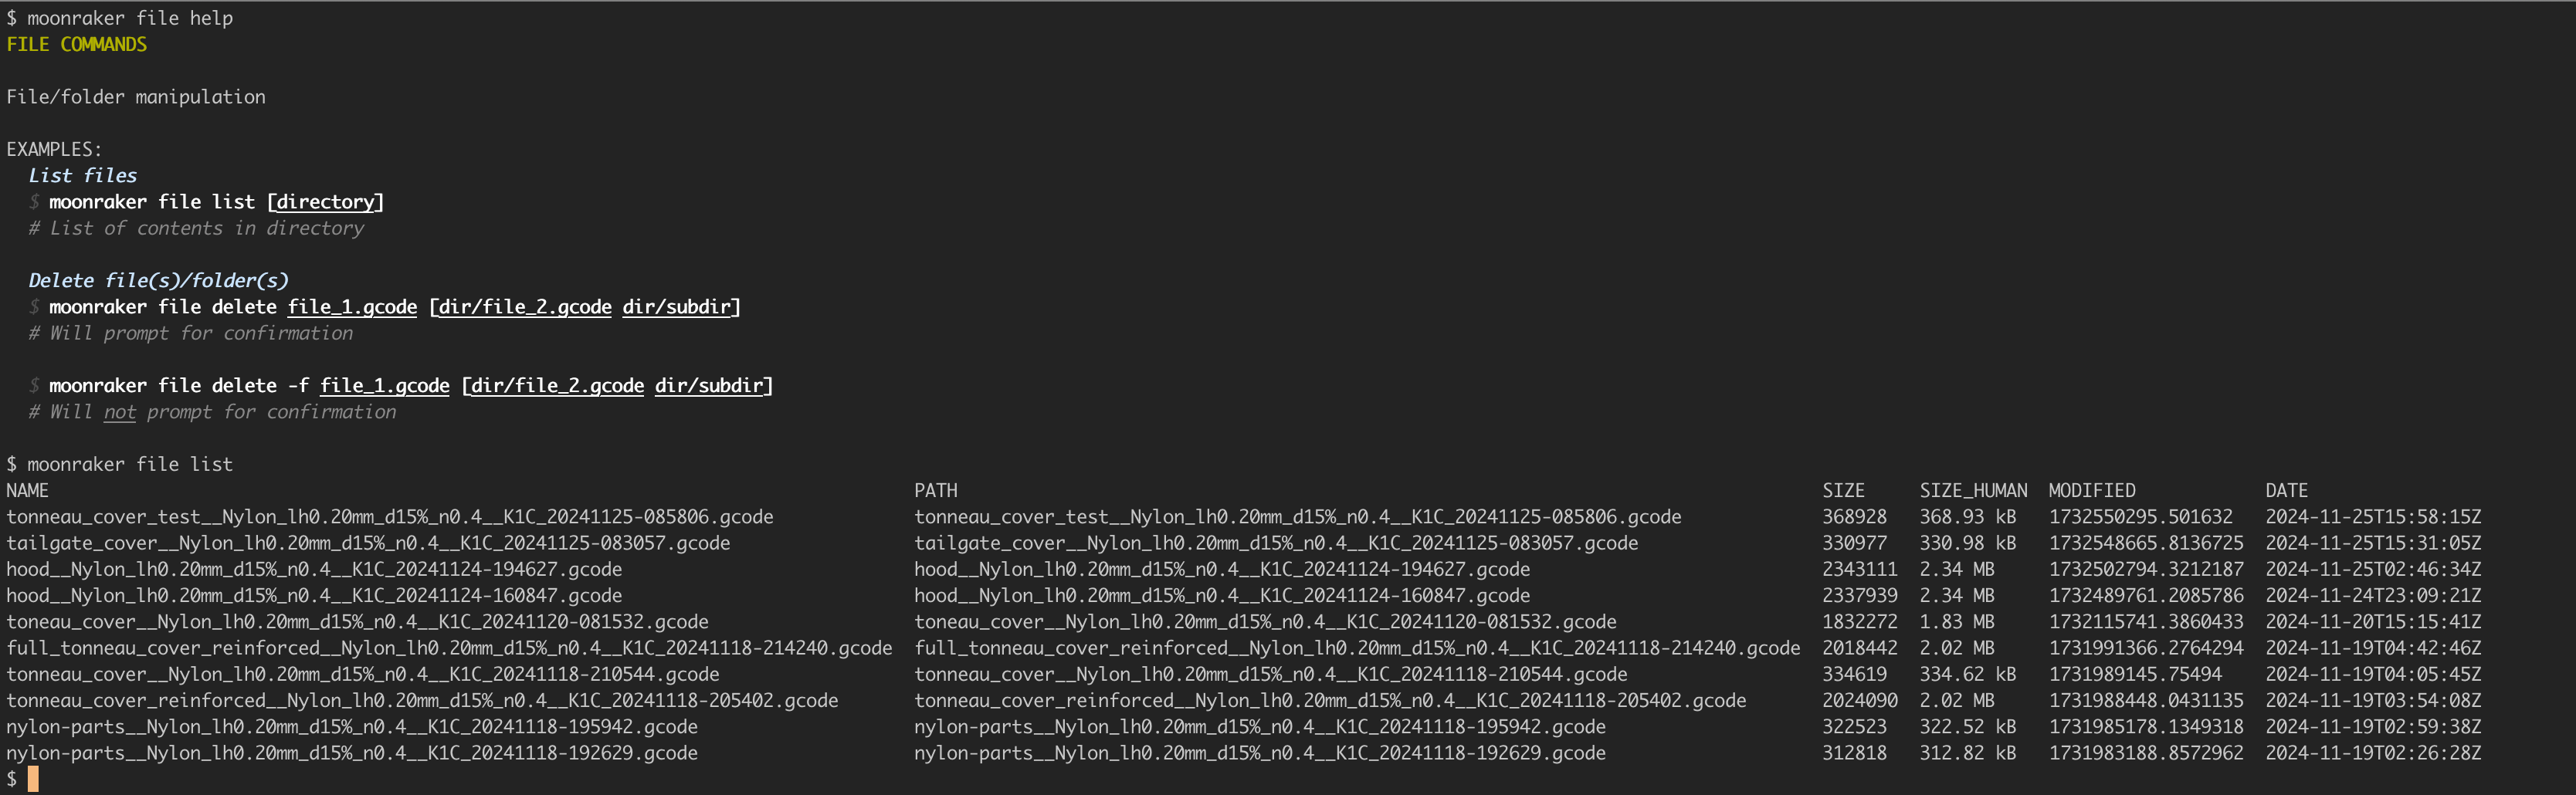 $ moonraker file help
FILE COMMANDS
File/folder manipulation
EXAMPLES:
List files
$ moonraker file list [directory]
# List of contents in directory
Delete file(s)/folder(s)
$ moonraker file delete file_1.gcode [dir/file_2.gcode dir/subdir]
# Will prompt for confirmation
$ moonraker file delete -f file_1.gcode [dir/file_2.gcode dir/subdir]
# Will not prompt for confirmation
$ moonraker file list
NAME PATH SIZE SIZE_HUMAN MODIFIED DATE
tonneau_cover_test__Nylon_lh0.20mm_d15%_n0.4__K1C_20241125-085806.gcode tonneau_cover_test__Nylon_lh0.20mm_d15%_n0.4__K1C_20241125-085806.gcode 368928 368.93 kB 1732550295.501632 2024-11-25T15:58:15Z
tailgate_cover__Nylon_lh0.20mm_d15%_n0.4__K1C_20241125-083057.gcode tailgate_cover__Nylon_lh0.20mm_d15%_n0.4__K1C_20241125-083057.gcode 330977 330.98 kB 1732548665.8136725 2024-11-25T15:31:05Z
hood__Nylon_lh0.20mm_d15%_n0.4__K1C_20241124-194627.gcode hood__Nylon_lh0.20mm_d15%_n0.4__K1C_20241124-194627.gcode 2343111 2.34 MB 1732502794.3212187 2024-11-25T02:46:34Z
hood__Nylon_lh0.20mm_d15%_n0.4__K1C_20241124-160847.gcode hood__Nylon_lh0.20mm_d15%_n0.4__K1C_20241124-160847.gcode 2337939 2.34 MB 1732489761.2085786 2024-11-24T23:09:21Z
toneau_cover__Nylon_lh0.20mm_d15%_n0.4__K1C_20241120-081532.gcode toneau_cover__Nylon_lh0.20mm_d15%_n0.4__K1C_20241120-081532.gcode 1832272 1.83 MB 1732115741.3860433 2024-11-20T15:15:41Z
full_tonneau_cover_reinforced__Nylon_lh0.20mm_d15%_n0.4__K1C_20241118-214240.gcode full_tonneau_cover_reinforced__Nylon_lh0.20mm_d15%_n0.4__K1C_20241118-214240.gcode 2018442 2.02 MB 1731991366.2764294 2024-11-19T04:42:46Z
tonneau_cover__Nylon_lh0.20mm_d15%_n0.4__K1C_20241118-210544.gcode tonneau_cover__Nylon_lh0.20mm_d15%_n0.4__K1C_20241118-210544.gcode 334619 334.62 kB 1731989145.75494 2024-11-19T04:05:45Z
tonneau_cover_reinforced__Nylon_lh0.20mm_d15%_n0.4__K1C_20241118-205402.gcode tonneau_cover_reinforced__Nylon_lh0.20mm_d15%_n0.4__K1C_20241118-205402.gcode 2024090 2.02 MB 1731988448.0431135 2024-11-19T03:54:08Z
nylon-parts__Nylon_lh0.20mm_d15%_n0.4__K1C_20241118-195942.gcode nylon-parts__Nylon_lh0.20mm_d15%_n0.4__K1C_20241118-195942.gcode 322523 322.52 kB 1731985178.1349318 2024-11-19T02:59:38Z
nylon-parts__Nylon_lh0.20mm_d15%_n0.4__K1C_20241118-192629.gcode nylon-parts__Nylon_lh0.20mm_d15%_n0.4__K1C_20241118-192629.gcode 312818 312.82 kB 1731983188.8572962 2024-11-19T02:26:28Z
$